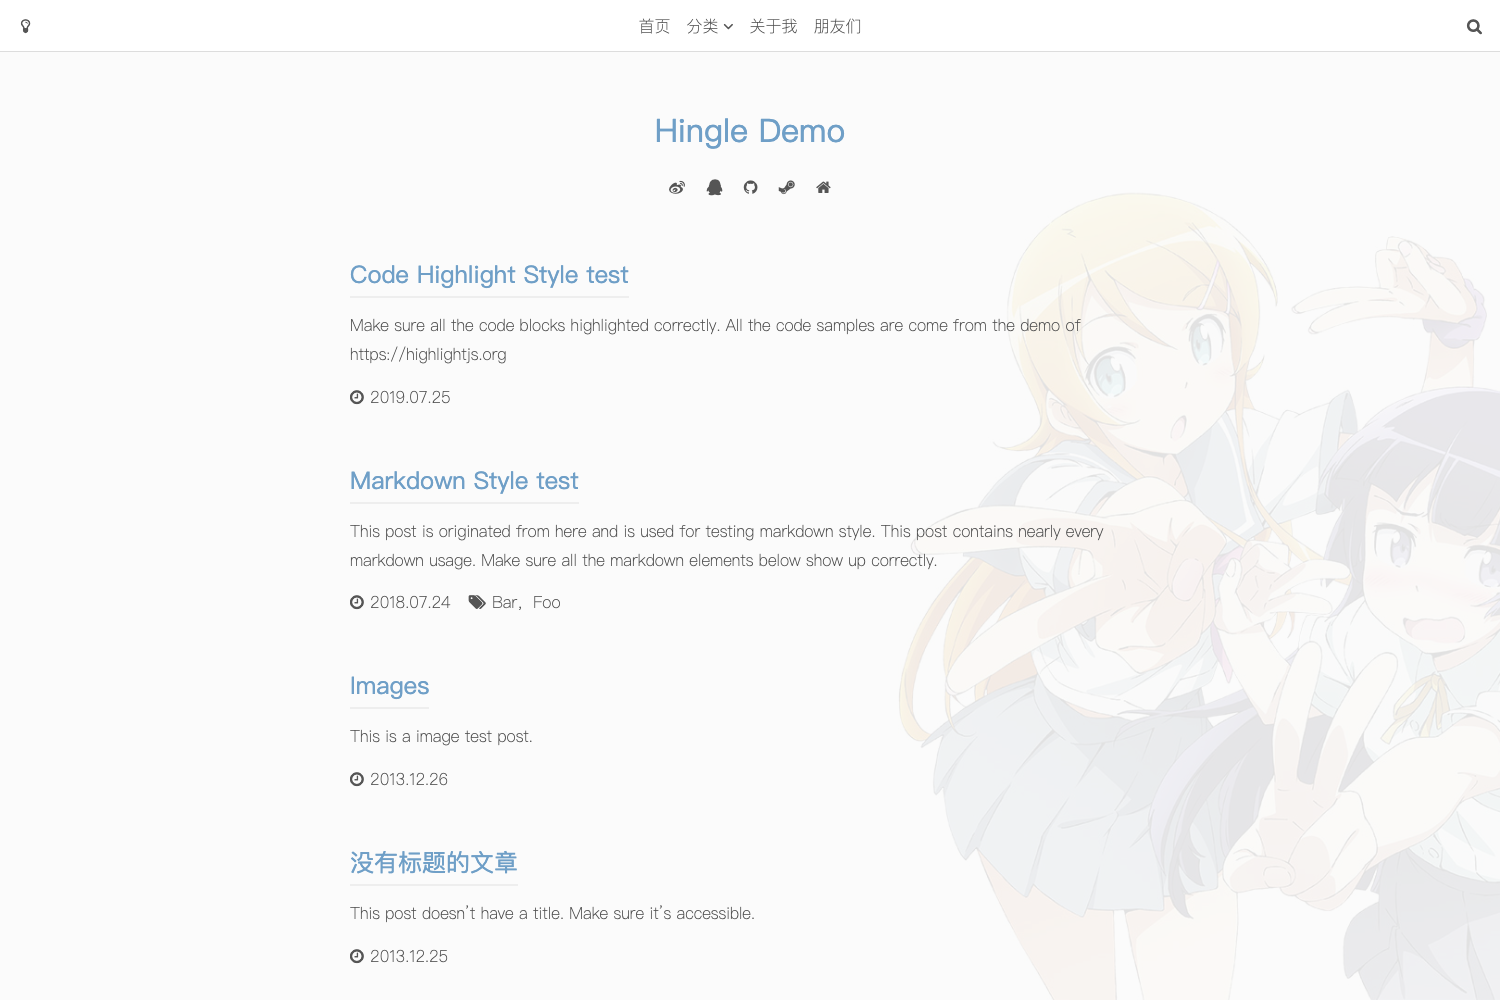 首页 分类 关于我 朋友们
Hingle Demo
Code Highlight Style test
Make sure all the code blocks highlighted correctly. All the code samples are come from the demo of
https://highlightjs.org
2019.07.25
Markdown Style test
This post is originated from here and is used for testing markdown style. This post contains nearly every
markdown usage. Make sure all the markdown elements below show up correctly.
2018.07.24 Bar, Foo
Images
This is a image test post.
2013.12.26
没有标题的文章
This post doesn't have a title. Make sure it's accessible.
2013.12.25